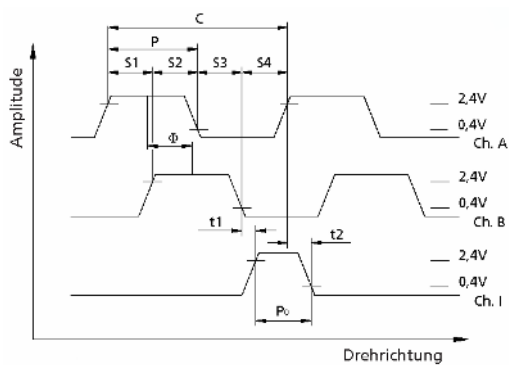 C
P
S1 S2 S3 S4
Amplitude
2,4V
0,4V
Ch. A
Φ
2,4V
0,4V
Ch. B
t1
t2
2,4V
0,4V
Ch. I
P₀
Drehrichtung